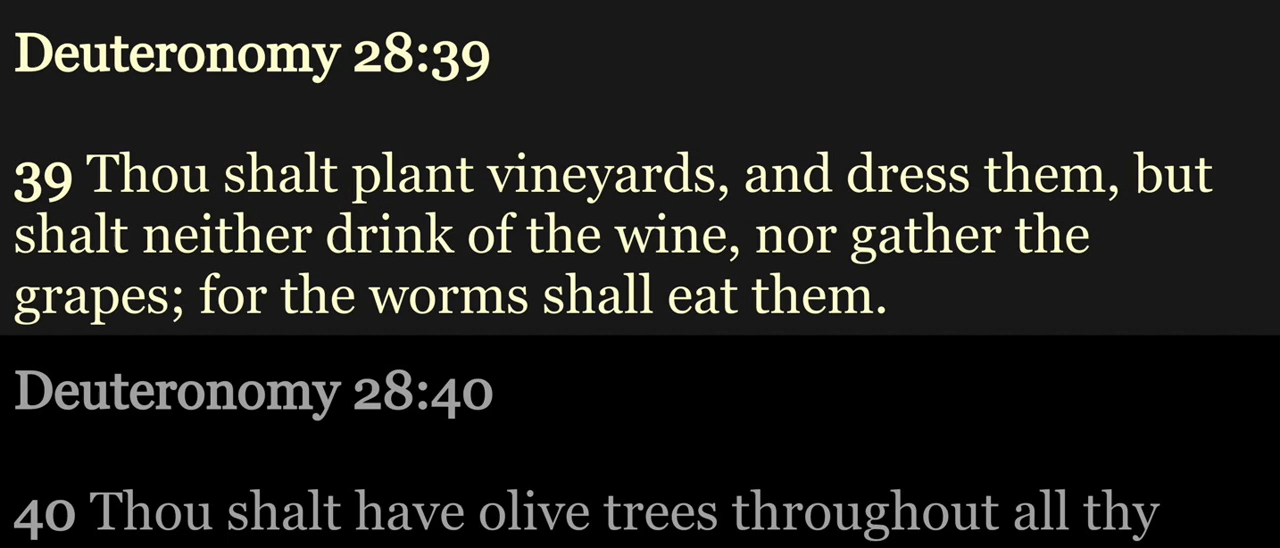 Deuteronomy 28:39
39 Thou shalt plant vineyards, and dress them, but
shalt neither drink of the wine, nor gather the
grapes; for the worms shall eat them.
Deuteronomy 28:40
40 Thou shalt have olive trees throughout all thy